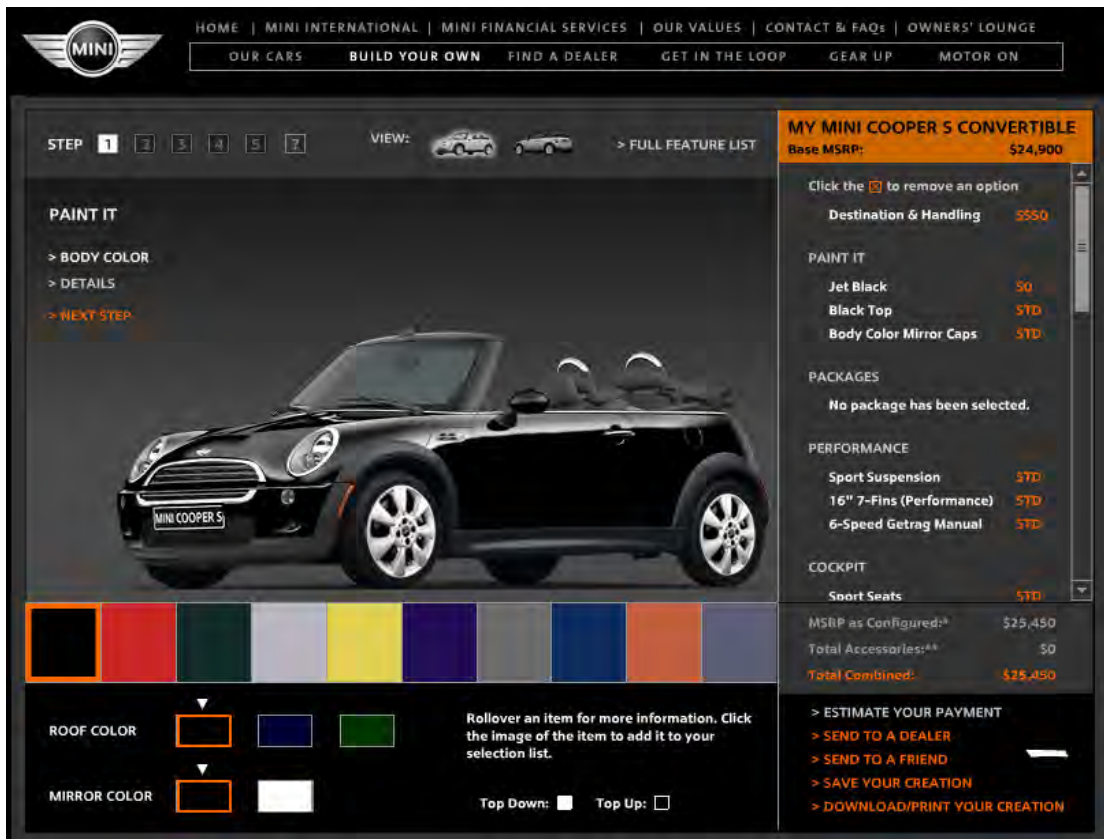 MINI
HOME | MINI INTERNATIONAL | MINI FINANCIAL SERVICES | OUR VALUES | CONTACT & FAQs | OWNERS' LOUNGE
OUR CARS BUILD YOUR OWN FIND A DEALER GET IN THE LOOP GEAR UP MOTOR ON
STEP 1 2 3 4 5 7
VIEW:
> FULL FEATURE LIST
PAINT IT
> BODY COLOR
> DETAILS
> NEXT STEP
MINI COOPER S
ROOF COLOR
MIRROR COLOR
Rollover an item for more information. Click
the image of the item to add it to your
selection list.
Top Down: Top Up:
MY MINI COOPER S CONVERTIBLE
Base MSRP: $24,900
Click the to remove an option
Destination & Handling $550
PAINT IT
Jet Black $0
Black Top STD
Body Color Mirror Caps STD
PACKAGES
No package has been selected.
PERFORMANCE
Sport Suspension STD
16" 7-Fins (Performance) STD
6-Speed Getrag Manual STD
COCKPIT
Sport Seats STD
MSRP as Configured:* $25,450
Total Accessories:** $0
Total Combined: $25,450
> ESTIMATE YOUR PAYMENT
> SEND TO A DEALER
> SEND TO A FRIEND
> SAVE YOUR CREATION
> DOWNLOAD/PRINT YOUR CREATION